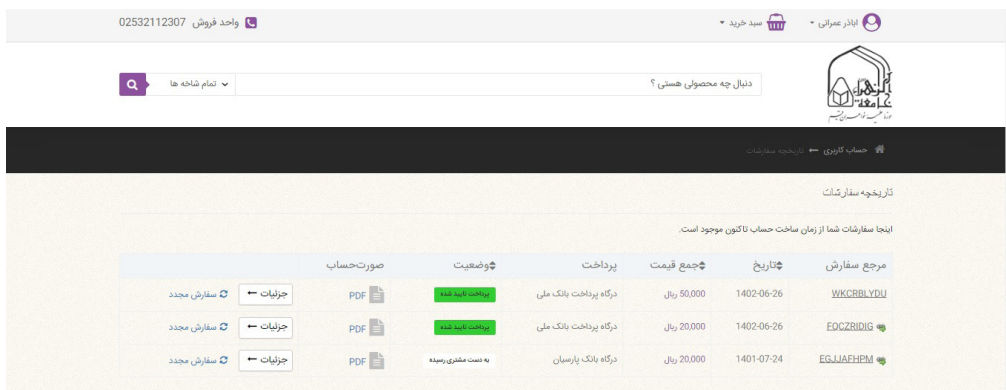 اباذر عمرانی
سبد خرید
واحد فروش 02532112307
الزهراء
جامعة
دنبال چه محصولی هستی ؟
تمام شاخه ها
حساب کاربری
تاریخچه سفارشات
تاریخچه سفارشات
اینجا سفارشات شما از زمان ساخت حساب تاکنون موجود است.
مرجع سفارش تاریخ جمع قیمت پرداخت وضعیت صورت‌حساب
WKCRBLYDU 1402-06-26 50,000 ریال درگاه پرداخت بانک ملی پرداخت تایید شده PDF جزئیات سفارش مجدد
FOCZRIDIG 1402-06-26 20,000 ریال درگاه پرداخت بانک ملی پرداخت تایید شده PDF جزئیات سفارش مجدد
EGJJAFHPM 1401-07-24 20,000 ریال درگاه بانک پارسیان به دست مشتری رسیده PDF جزئیات سفارش مجدد